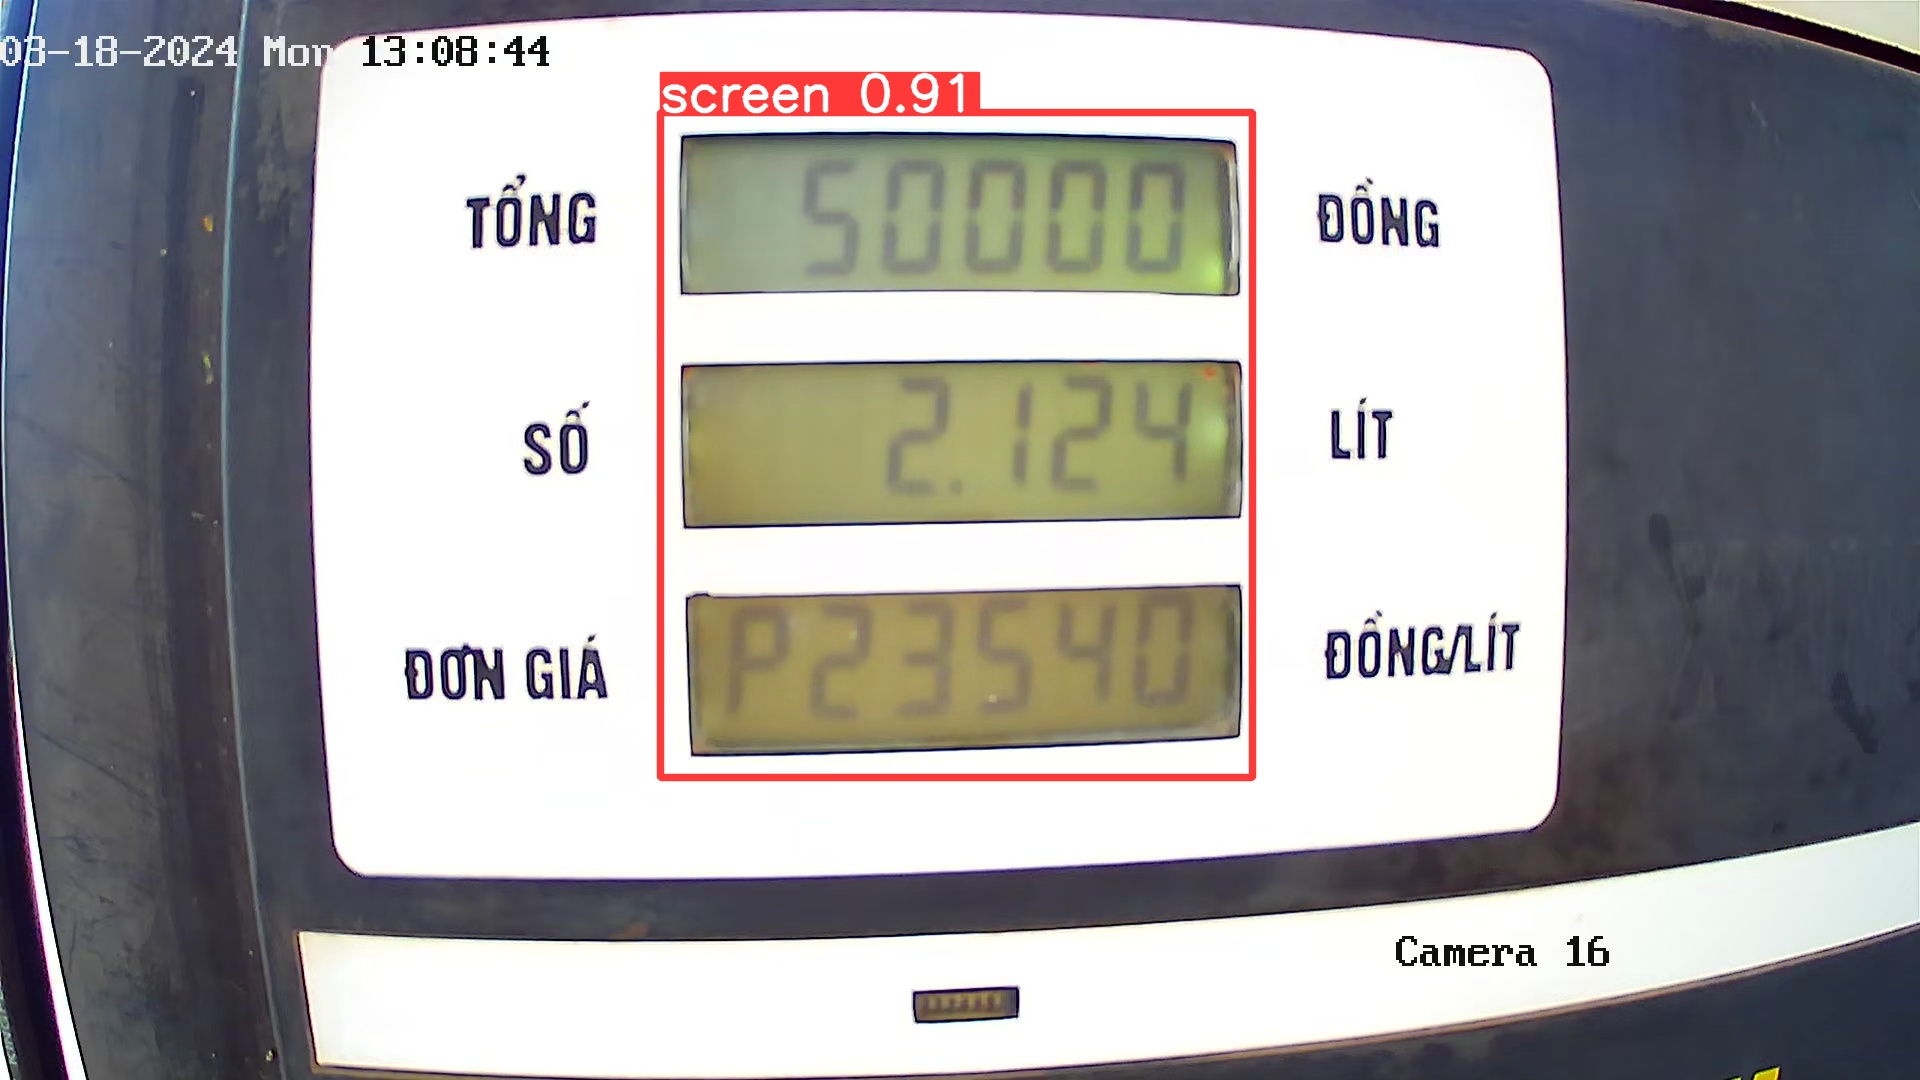 03-18-2024 Mon 13:08:44
screen 0.91
TỔNG 50000 ĐỒNG
SỐ 2.124 LÍT
ĐƠN GIÁ P23540 ĐỒNG/LÍT
Camera 16